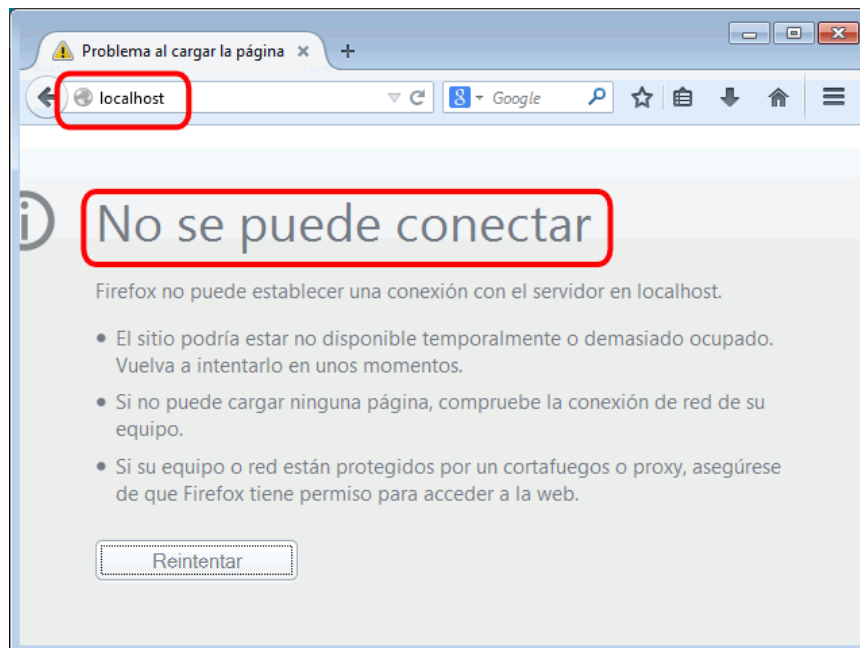 Problema al cargar la página
localhost
Google
No se puede conectar
Firefox no puede establecer una conexión con el servidor en localhost.
El sitio podría estar no disponible temporalmente o demasiado ocupado.
Vuelva a intentarlo en unos momentos.
Si no puede cargar ninguna página, compruebe la conexión de red de su
equipo.
Si su equipo o red están protegidos por un cortafuegos o proxy, asegúrese
de que Firefox tiene permiso para acceder a la web.
Reintentar